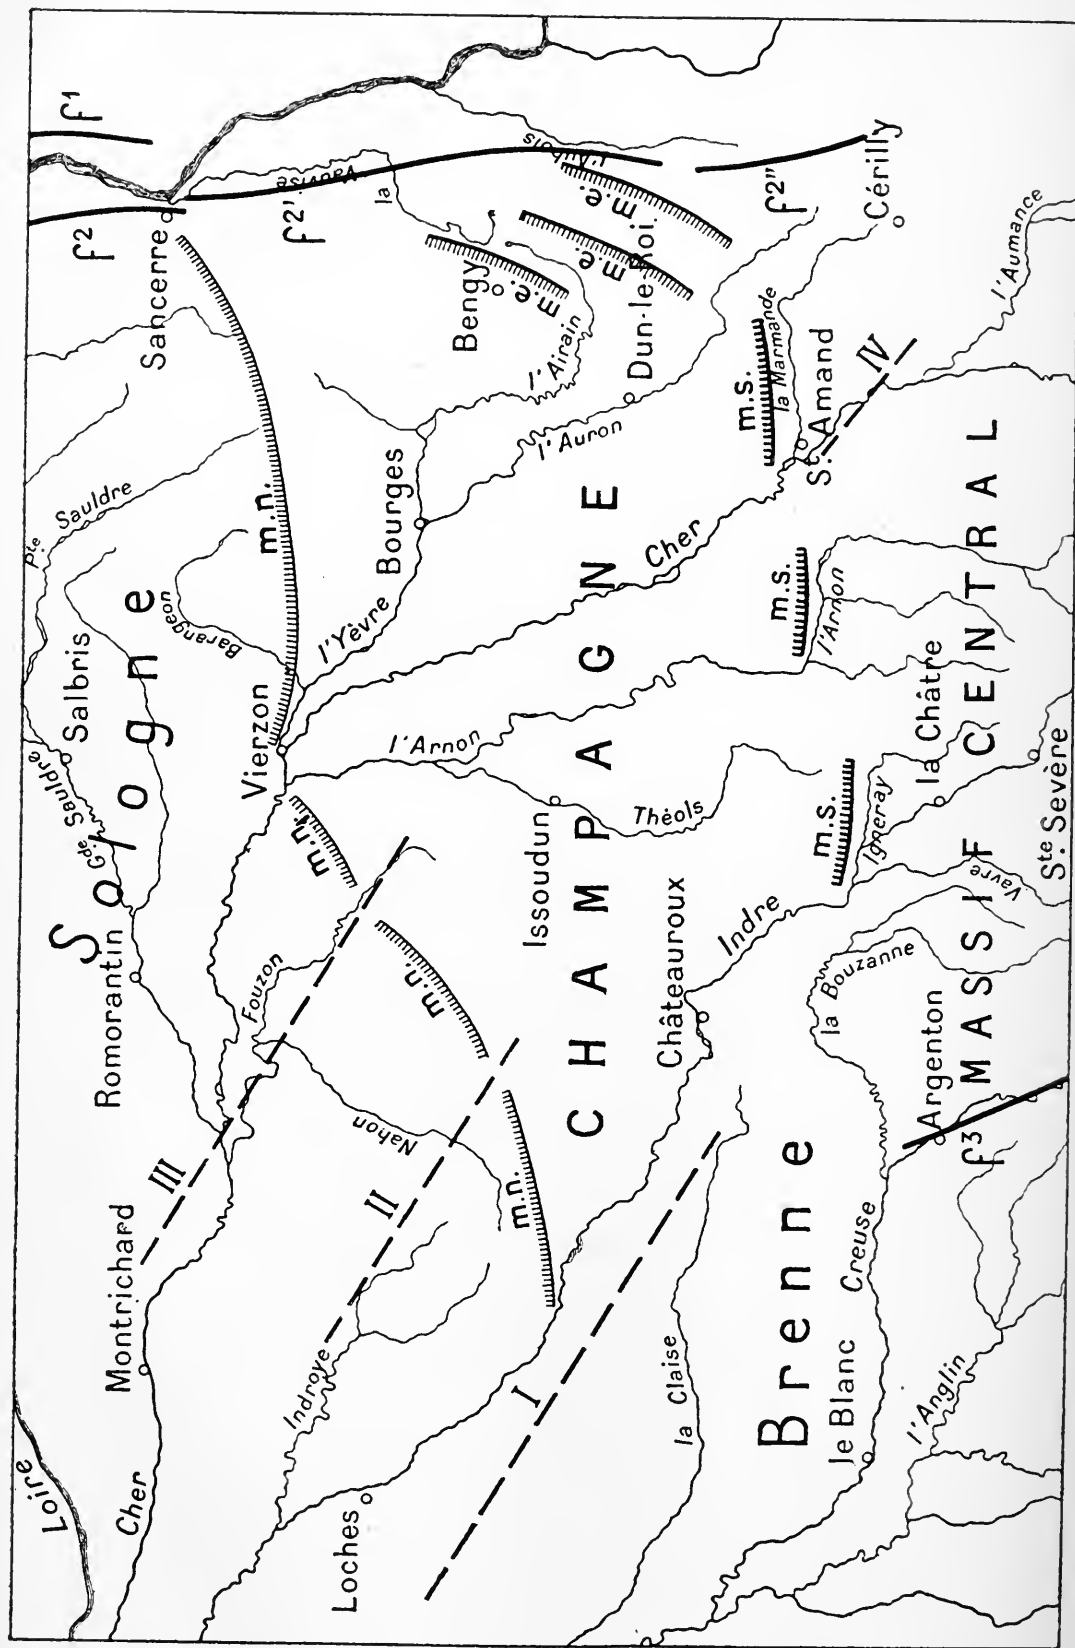 Loire
Cher
Montrichard
Romorantin
Sologne
Gde Sauldre
Salbris
Pte Sauldre
Barangeon
Sancerre
f1
f2
f2'
la Vauvise
l'Aubois
Loches
Indroye
III
II
I
Nahon
Fouzon
m.n.
m.n.
m.n.
m.n.
Vierzon
l'Yèvre
Bourges
l'Arnon
Issoudun
Théols
CHAMPAGNE
Cher
l'Auron
l'Airain
Bengy
m.e.
m.e.
m.e.
Dun-le-Roi
f2"
Cérilly
la Claise
Brenne
le Blanc
Creuse
l'Anglin
Châteauroux
Indre
la Bouzanne
Argenton
f3
MASSIF CENTRAL
m.s.
m.s.
m.s.
Igneray
l'Arnon
la Marmande
St. Amand
IV
la Châtre
Vavre
Ste. Sevère
l'Aumance